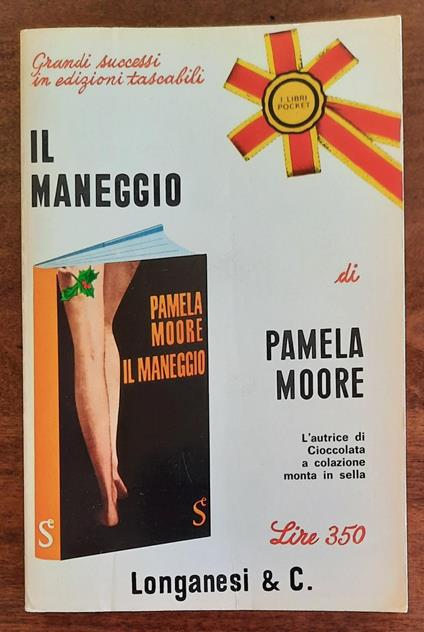 Grandi successi
in edizioni tascabili
I LIBRI
POCKET
IL
MANEGGIO
PAMELA
MOORE
IL MANEGGIO
S
S
di
PAMELA
MOORE
L'autrice di
Cioccolata
a colazione
monta in sella
Lire 350
Longanesi & C.